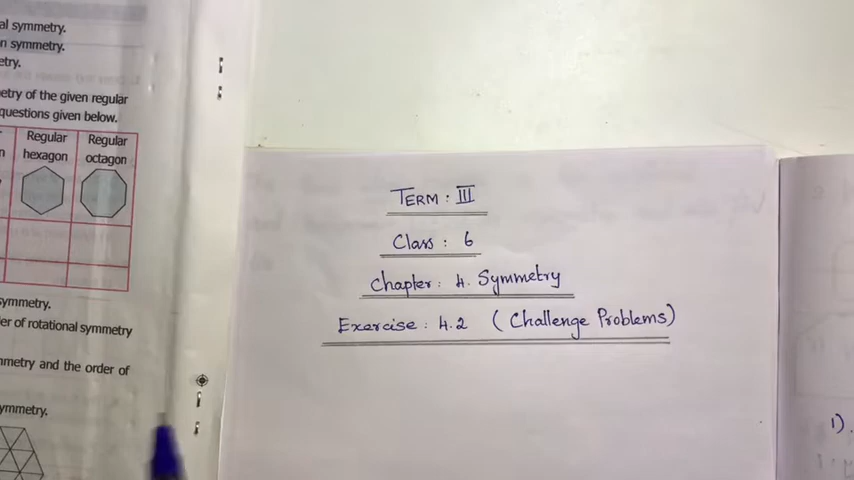 al symmetry.
n symmetry.
etry.
etry of the given regular
questions given below.
Regular hexagon
Regular octagon
n
symmetry.
er of rotational symmetry
mmetry and the order of
ymmetry.
TERM : III
Class : 6
Chapter: 4. Symmetry
Exercise : 4.2 ( Challenge Problems)
1).